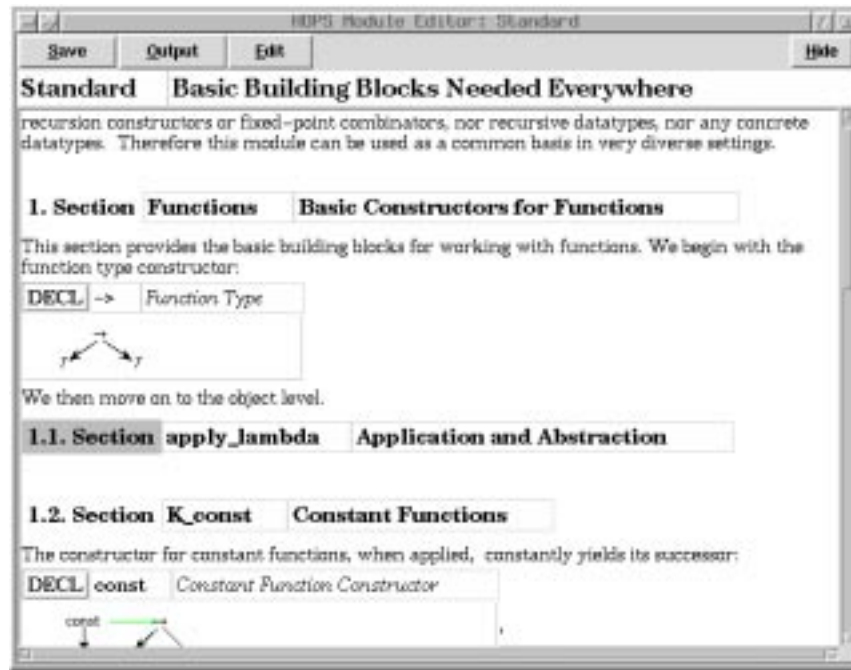 HOPS Module Editor: Standard
Save Output Edit Hide
Standard Basic Building Blocks Needed Everywhere
recursion constructors or fixed-point combinators, nor recursive datatypes, nor any concrete
datatypes. Therefore this module can be used as a common basis in very diverse settings.
1. Section Functions Basic Constructors for Functions
This section provides the basic building blocks for working with functions. We begin with the
function type constructor:
DECL -> Function Type
→
We then move on to the object level.
1.1. Section apply_lambda Application and Abstraction
1.2. Section K_const Constant Functions
The constructor for constant functions, when applied, constantly yields its successor:
DECL const Constant Function Constructor
const